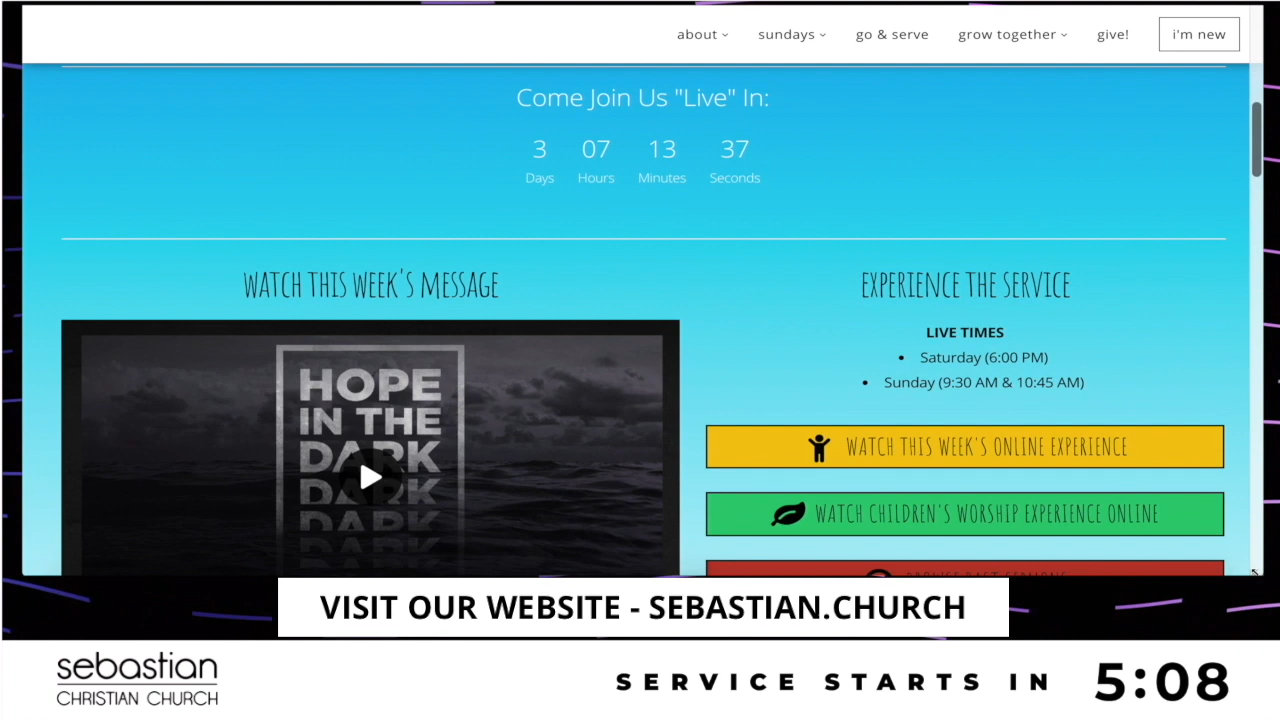 about
sundays
go & serve
grow together
give!
i'm new
Come Join Us "Live" In:
3 07 13 37
Days Hours Minutes Seconds
WATCH THIS WEEK'S MESSAGE
HOPE
IN THE
DARK
DARK
DARK
DARK
EXPERIENCE THE SERVICE
LIVE TIMES
• Saturday (6:00 PM)
• Sunday (9:30 AM & 10:45 AM)
WATCH THIS WEEK'S ONLINE EXPERIENCE
WATCH CHILDREN'S WORSHIP EXPERIENCE ONLINE
VISIT OUR WEBSITE - SEBASTIAN.CHURCH
sebastian
CHRISTIAN CHURCH
SERVICE STARTS IN 5:08